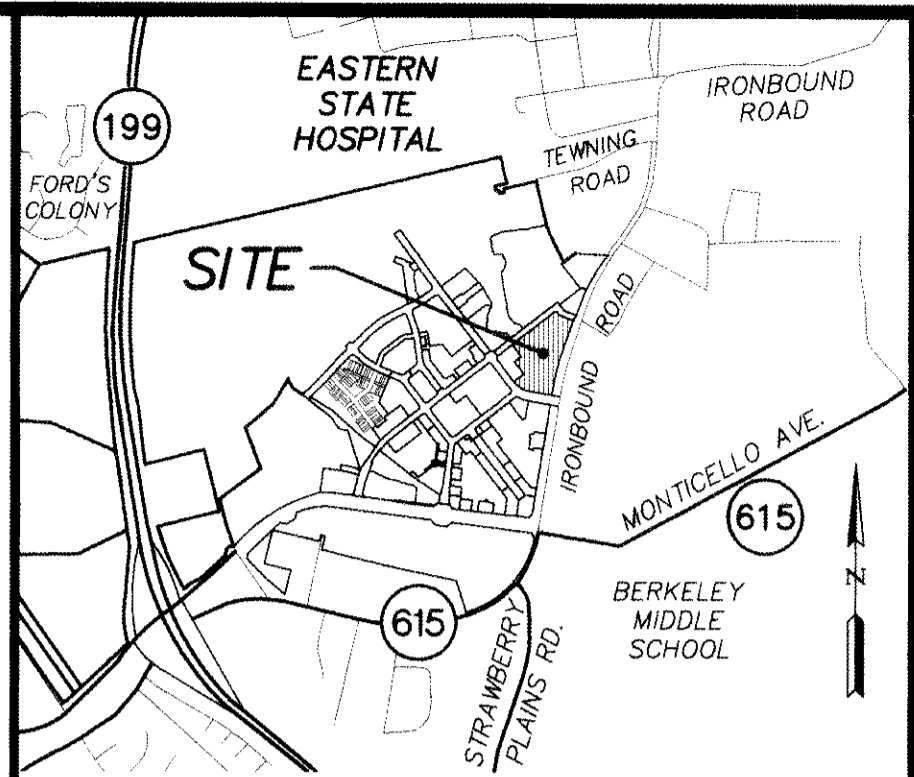 EASTERN
STATE
HOSPITAL
IRONBOUND
ROAD
199
TEWNING
ROAD
FORD'S
COLONY
SITE
ROAD
IRONBOUND
MONTICELLO AVE.
615
N
BERKELEY
MIDDLE
SCHOOL
615
STRAWBERRY
PLAINS RD.